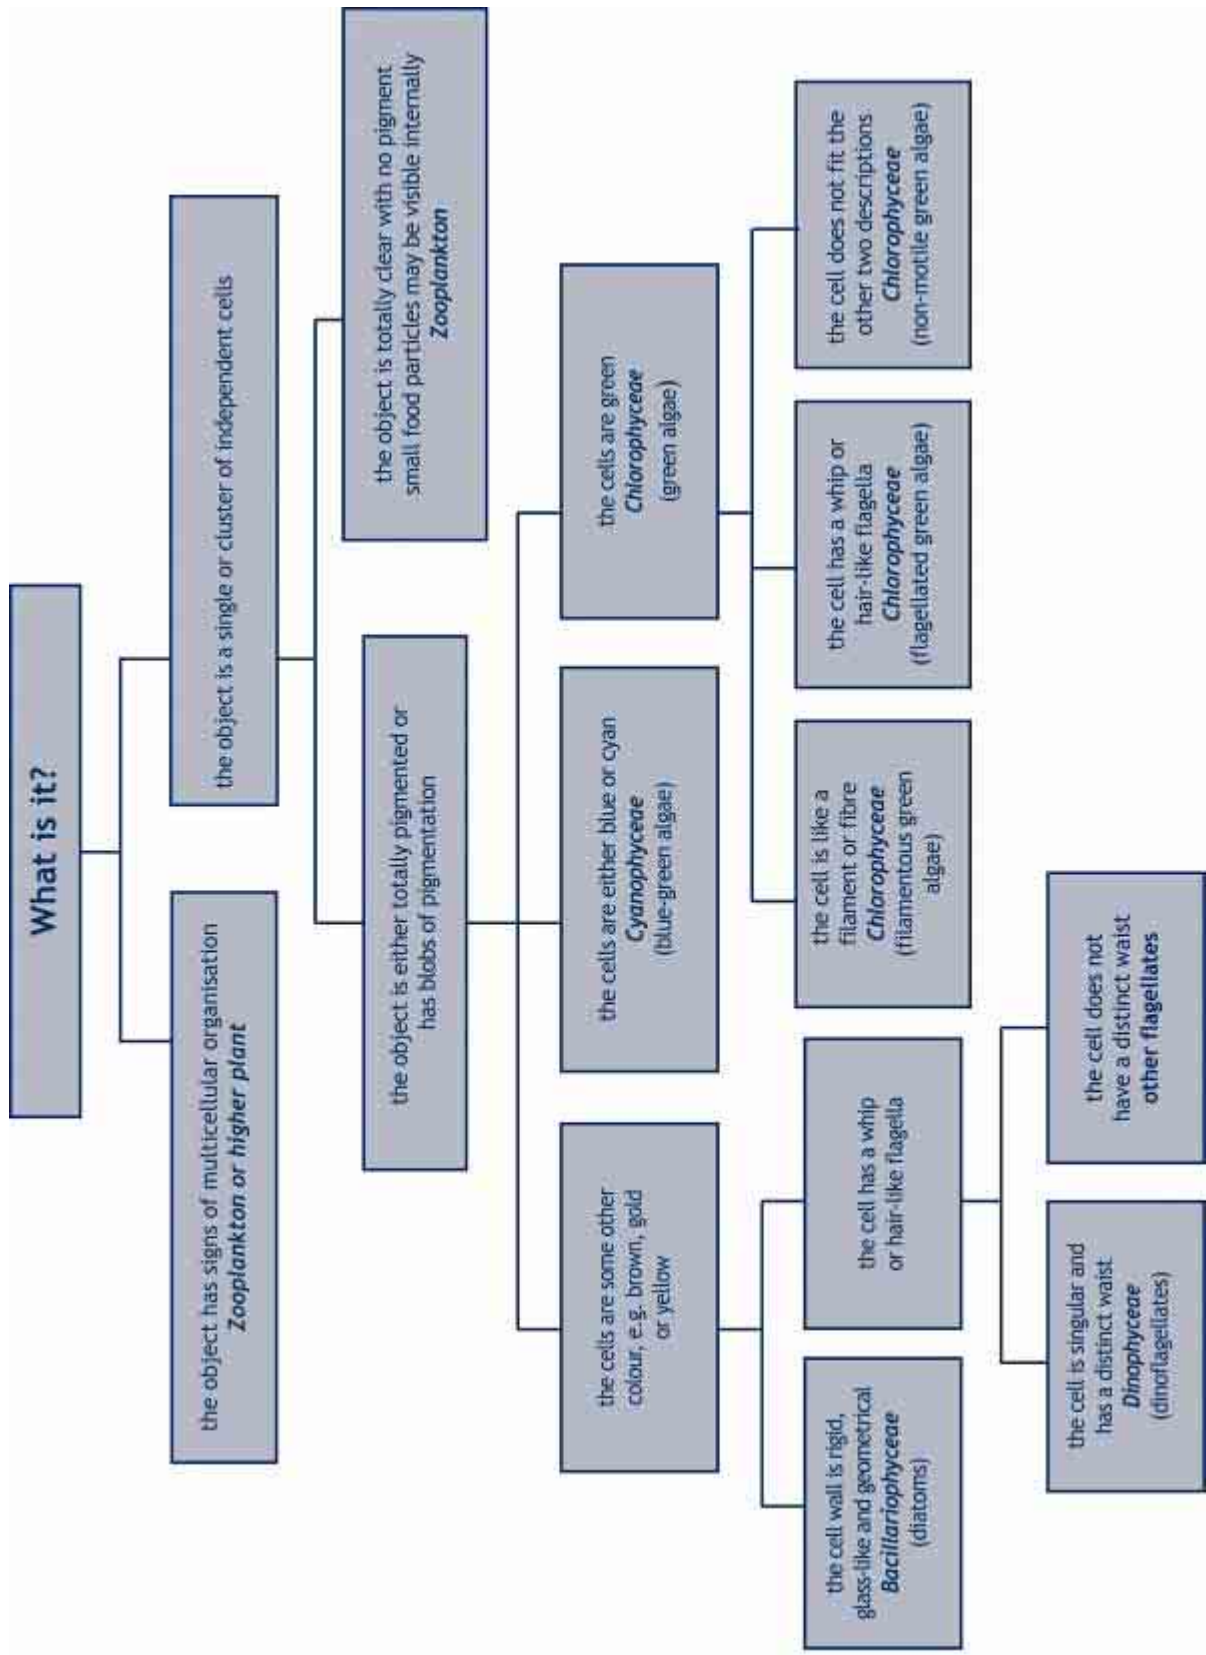 What is it?
the object has signs of multicellular organisation
Zooplankton or higher plant
the object is a single or cluster of independent cells
the object is either totally pigmented or
has blobs of pigmentation
the object is totally clear with no pigment
small food particles may be visible internally
Zooplankton
the cells are some other
colour, e.g. brown, gold
or yellow
the cells are either blue or cyan
Cyanophyceae
(blue-green algae)
the cells are green
Chlorophyceae
(green algae)
the cell wall is rigid,
glass-like and geometrical
Bacillariophyceae
(diatoms)
the cell has a whip
or hair-like flagella
the cell is like a
filament or fibre
Chlorophyceae
(filamentous green
algae)
the cell has a whip or
hair-like flagella
Chlorophyceae
(flagellated green algae)
the cell does not fit the
other two descriptions
Chlorophyceae
(non-motile green algae)
the cell is singular and
has a distinct waist
Dinophyceae
(dinoflagellates)
the cell does not
have a distinct waist
other flagellates